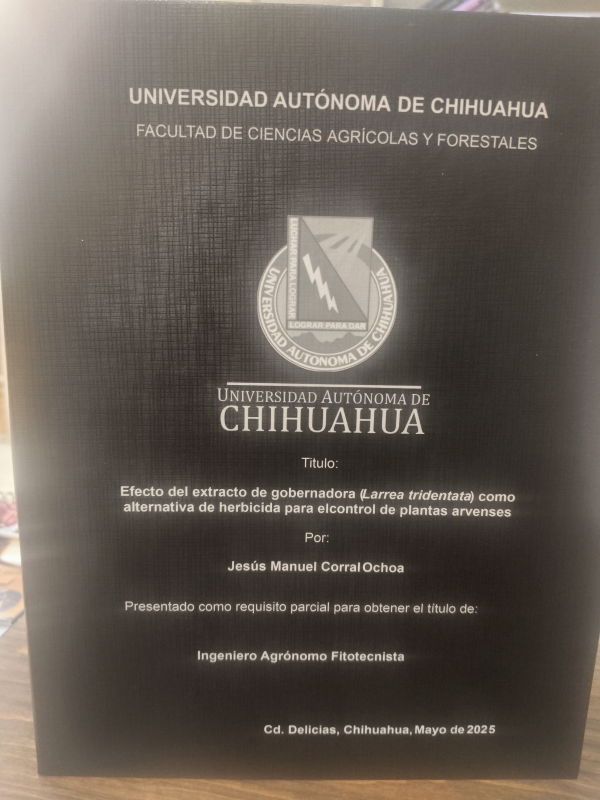 UNIVERSIDAD AUTÓNOMA DE CHIHUAHUA
FACULTAD DE CIENCIAS AGRÍCOLAS Y FORESTALES
LUCHAR PARA LOGRAR
LOGRAR PARA DAR
UNIVERSIDAD AUTONOMA DE CHIHUAHUA
UNIVERSIDAD AUTÓNOMA DE
CHIHUAHUA
Titulo:
Efecto del extracto de gobernadora (Larrea tridentata) como
alternativa de herbicida para elcontrol de plantas arvenses
Por:
Jesús Manuel Corral Ochoa
Presentado como requisito parcial para obtener el título de:
Ingeniero Agrónomo Fitotecnista
Cd. Delicias, Chihuahua, Mayo de 2025